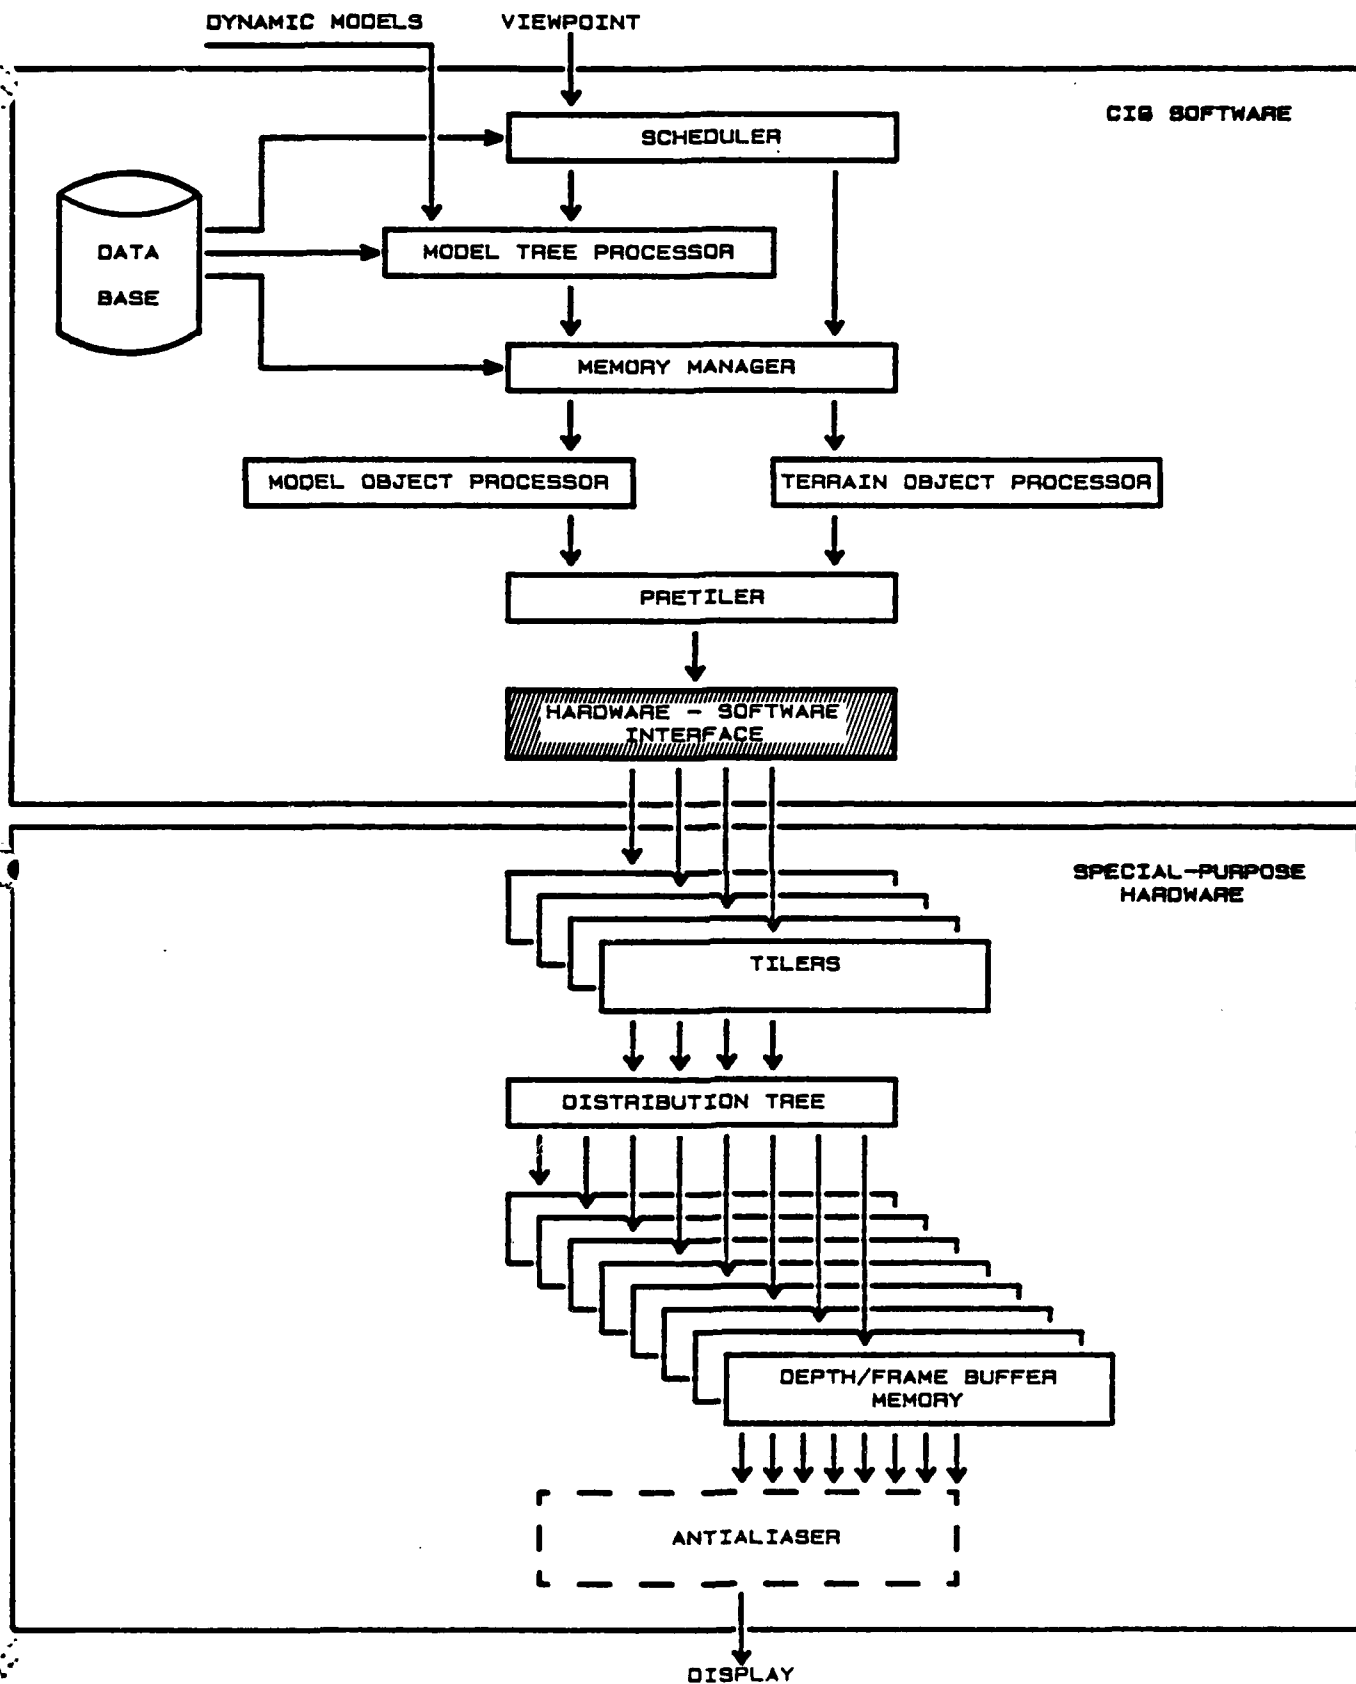 DYNAMIC MODELS
VIEWPOINT
CIG SOFTWARE
SCHEDULER
DATA
BASE
MODEL TREE PROCESSOR
MEMORY MANAGER
MODEL OBJECT PROCESSOR
TERRAIN OBJECT PROCESSOR
PRETILER
HARDWARE - SOFTWARE
INTERFACE
SPECIAL-PURPOSE
HARDWARE
TILERS
DISTRIBUTION TREE
DEPTH/FRAME BUFFER
MEMORY
ANTIALIASER
DISPLAY